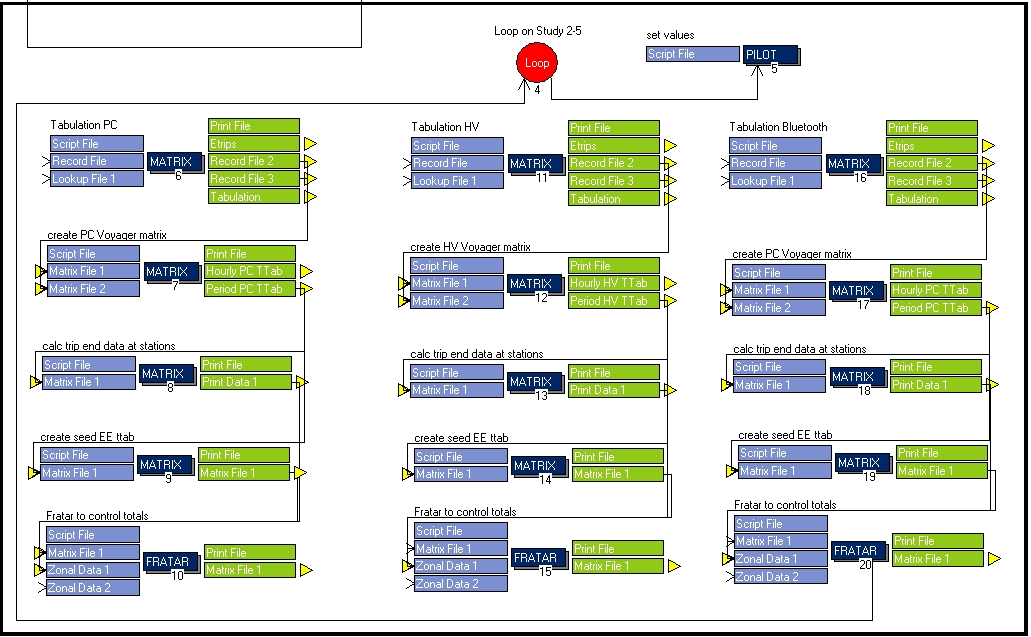 Loop on Study 2-5
Loop
4
set values
Script File
PILOT
5
Tabulation PC
Script File
Record File
Lookup File 1
MATRIX
6
Print File
Etrips
Record File 2
Record File 3
Tabulation
Tabulation HV
Script File
Record File
Lookup File 1
MATRIX
11
Print File
Etrips
Record File 2
Record File 3
Tabulation
Tabulation Bluetooth
Script File
Record File
Lookup File 1
MATRIX
16
Print File
Etrips
Record File 2
Record File 3
Tabulation
create PC Voyager matrix
Script File
Matrix File 1
Matrix File 2
MATRIX
7
Print File
Hourly PC TTab
Period PC TTab
create HV Voyager matrix
Script File
Matrix File 1
Matrix File 2
MATRIX
12
Print File
Hourly HV TTab
Period HV TTab
create PC Voyager matrix
Script File
Matrix File 1
Matrix File 2
MATRIX
17
Print File
Hourly PC TTab
Period PC TTab
calc trip end data at stations
Script File
Matrix File 1
MATRIX
8
Print File
Print Data 1
calc trip end data at stations
Script File
Matrix File 1
MATRIX
13
Print File
Print Data 1
calc trip end data at stations
Script File
Matrix File 1
MATRIX
18
Print File
Print Data 1
create seed EE ttab
Script File
Matrix File 1
MATRIX
9
Print File
Matrix File 1
create seed EE ttab
Script File
Matrix File 1
MATRIX
14
Print File
Matrix File 1
create seed EE ttab
Script File
Matrix File 1
MATRIX
19
Print File
Matrix File 1
Fratar to control totals
Script File
Matrix File 1
Zonal Data 1
Zonal Data 2
FRATAR
10
Print File
Matrix File 1
Fratar to control totals
Script File
Matrix File 1
Zonal Data 1
Zonal Data 2
FRATAR
15
Print File
Matrix File 1
Fratar to control totals
Script File
Matrix File 1
Zonal Data 1
Zonal Data 2
FRATAR
20
Print File
Matrix File 1